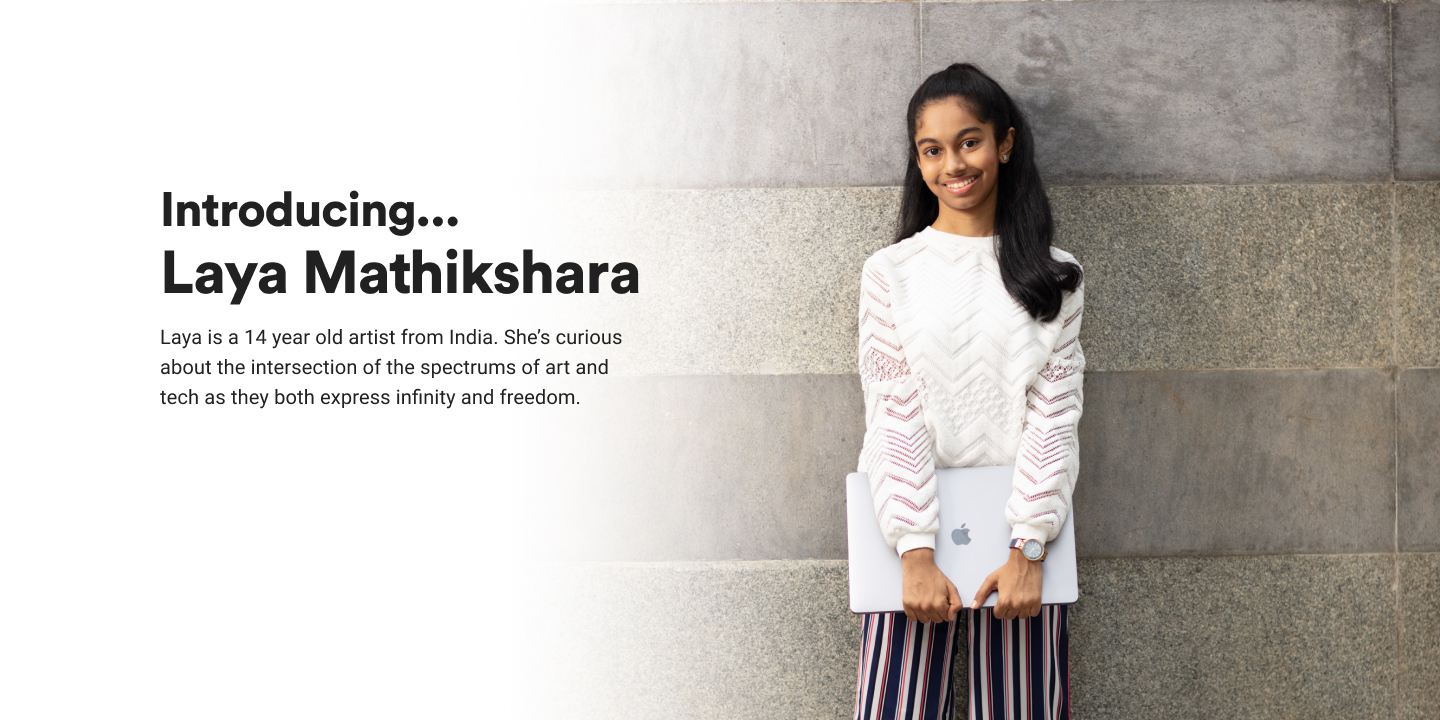 Introducing...
Laya Mathikshara
Laya is a 14 year old artist from India. She’s curious
about the intersection of the spectrums of art and
tech as they both express infinity and freedom.